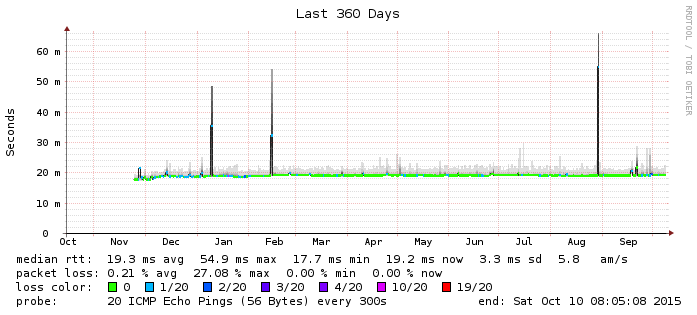 Last 360 Days
RRDTOOL / TOBI OETIKER
Seconds
60 m
50 m
40 m
30 m
20 m
10 m
0
Oct Nov Dec Jan Feb Mar Apr May Jun Jul Aug Sep
median rtt: 19.3 ms avg 54.9 ms max 17.7 ms min 19.2 ms now 3.3 ms sd 5.8 am/s
packet loss: 0.21 % avg 27.08 % max 0.00 % min 0.00 % now
loss color: 0 1/20 2/20 3/20 4/20 10/20 19/20
probe: 20 ICMP Echo Pings (56 Bytes) every 300s end: Sat Oct 10 08:05:08 2015